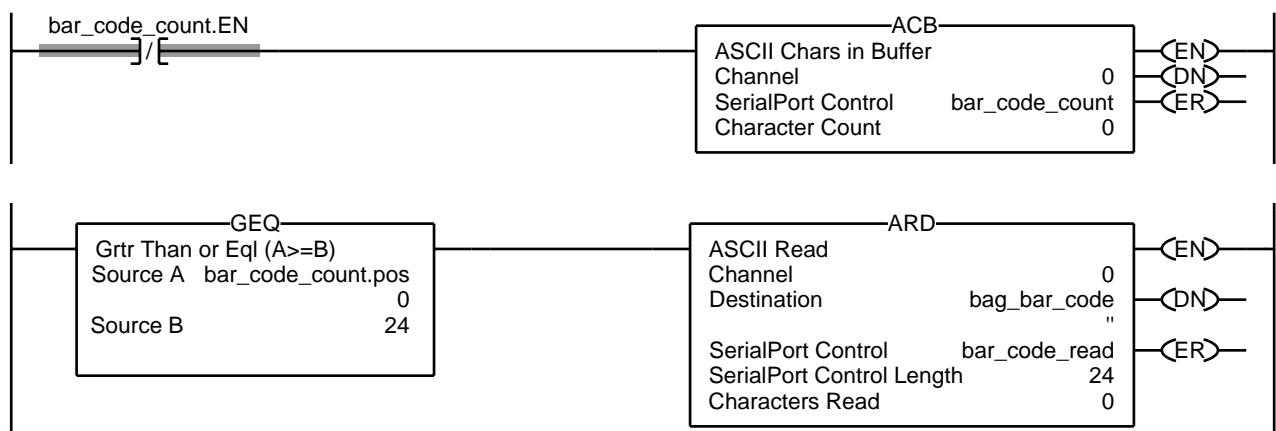 bar_code_count.EN
/
ACB
ASCII Chars in Buffer
EN
Channel 0
DN
SerialPort Control bar_code_count
ER
Character Count 0
GEQ
Grtr Than or Eql (A>=B)
Source A bar_code_count.pos
0
Source B 24
ARD
ASCII Read
EN
Channel 0
Destination bag_bar_code
DN
''
SerialPort Control bar_code_read
ER
SerialPort Control Length 24
Characters Read 0